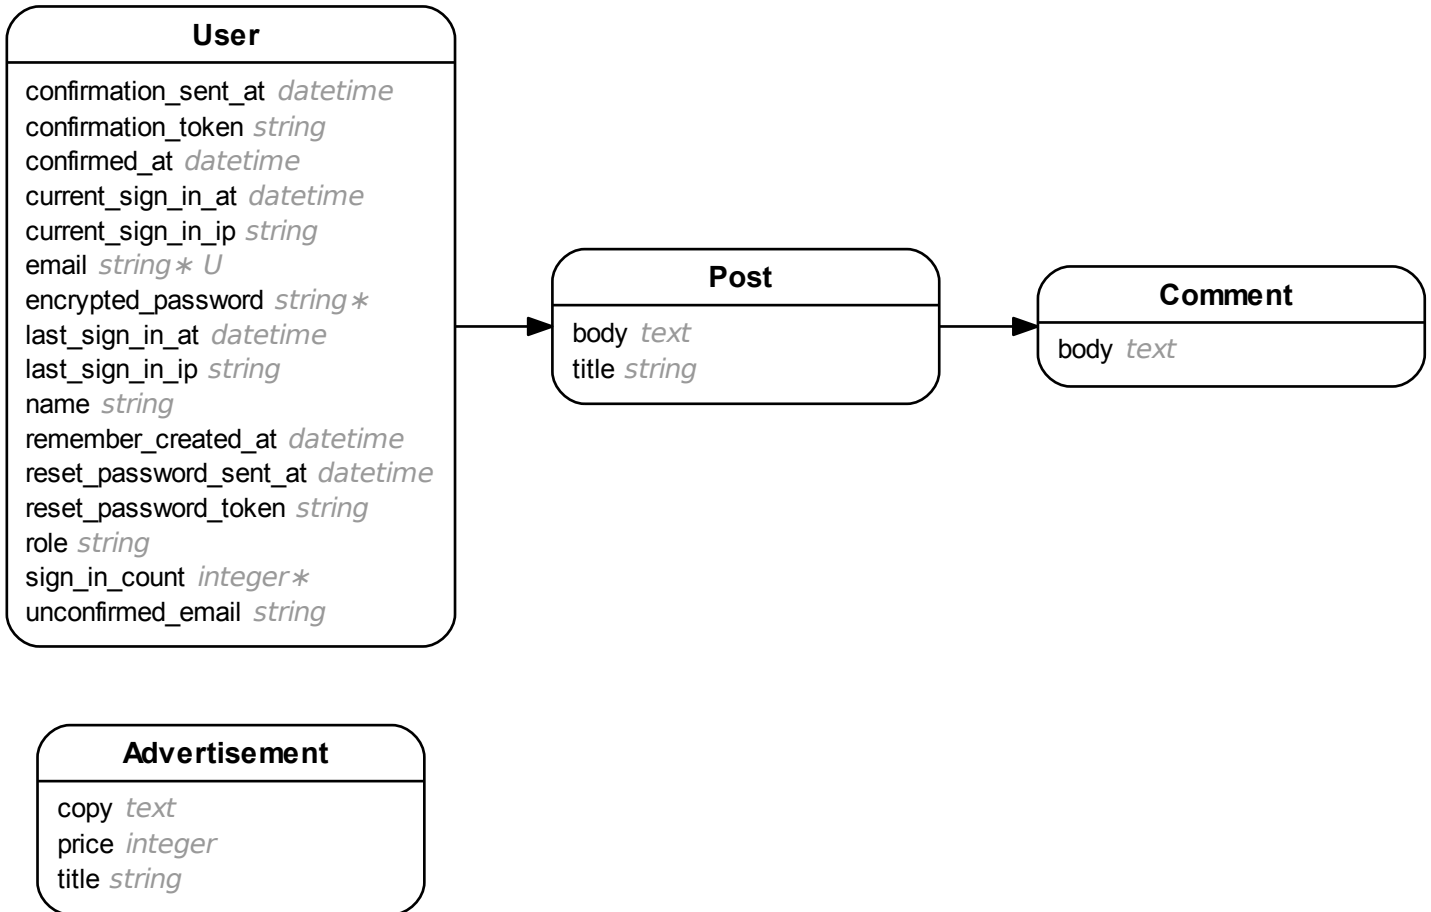 User
confirmation_sent_at datetime
confirmation_token string
confirmed_at datetime
current_sign_in_at datetime
current_sign_in_ip string
email string∗ U
encrypted_password string∗
last_sign_in_at datetime
last_sign_in_ip string
name string
remember_created_at datetime
reset_password_sent_at datetime
reset_password_token string
role string
sign_in_count integer∗
unconfirmed_email string
Post
body text
title string
Comment
body text
Advertisement
copy text
price integer
title string